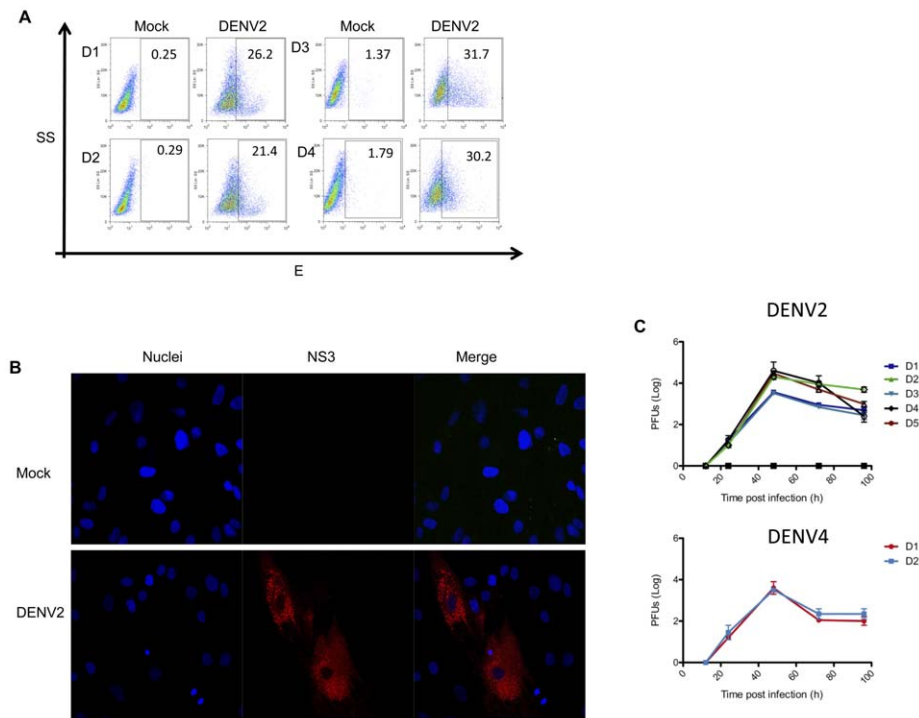 A
Mock DENV2 Mock DENV2
D1 0.25 26.2 D3 1.37 31.7
SS
D2 0.29 21.4 D4 1.79 30.2
E
B
Nuclei NS3 Merge
Mock
DENV2
C
DENV2
PFUs (Log)
6
4
2
0
0 20 40 60 80 100
Time post infection (h)
D1
D2
D3
D4
D5
DENV4
PFUs (Log)
6
4
2
0
0 20 40 60 80 100
Time post infection (h)
D1
D2